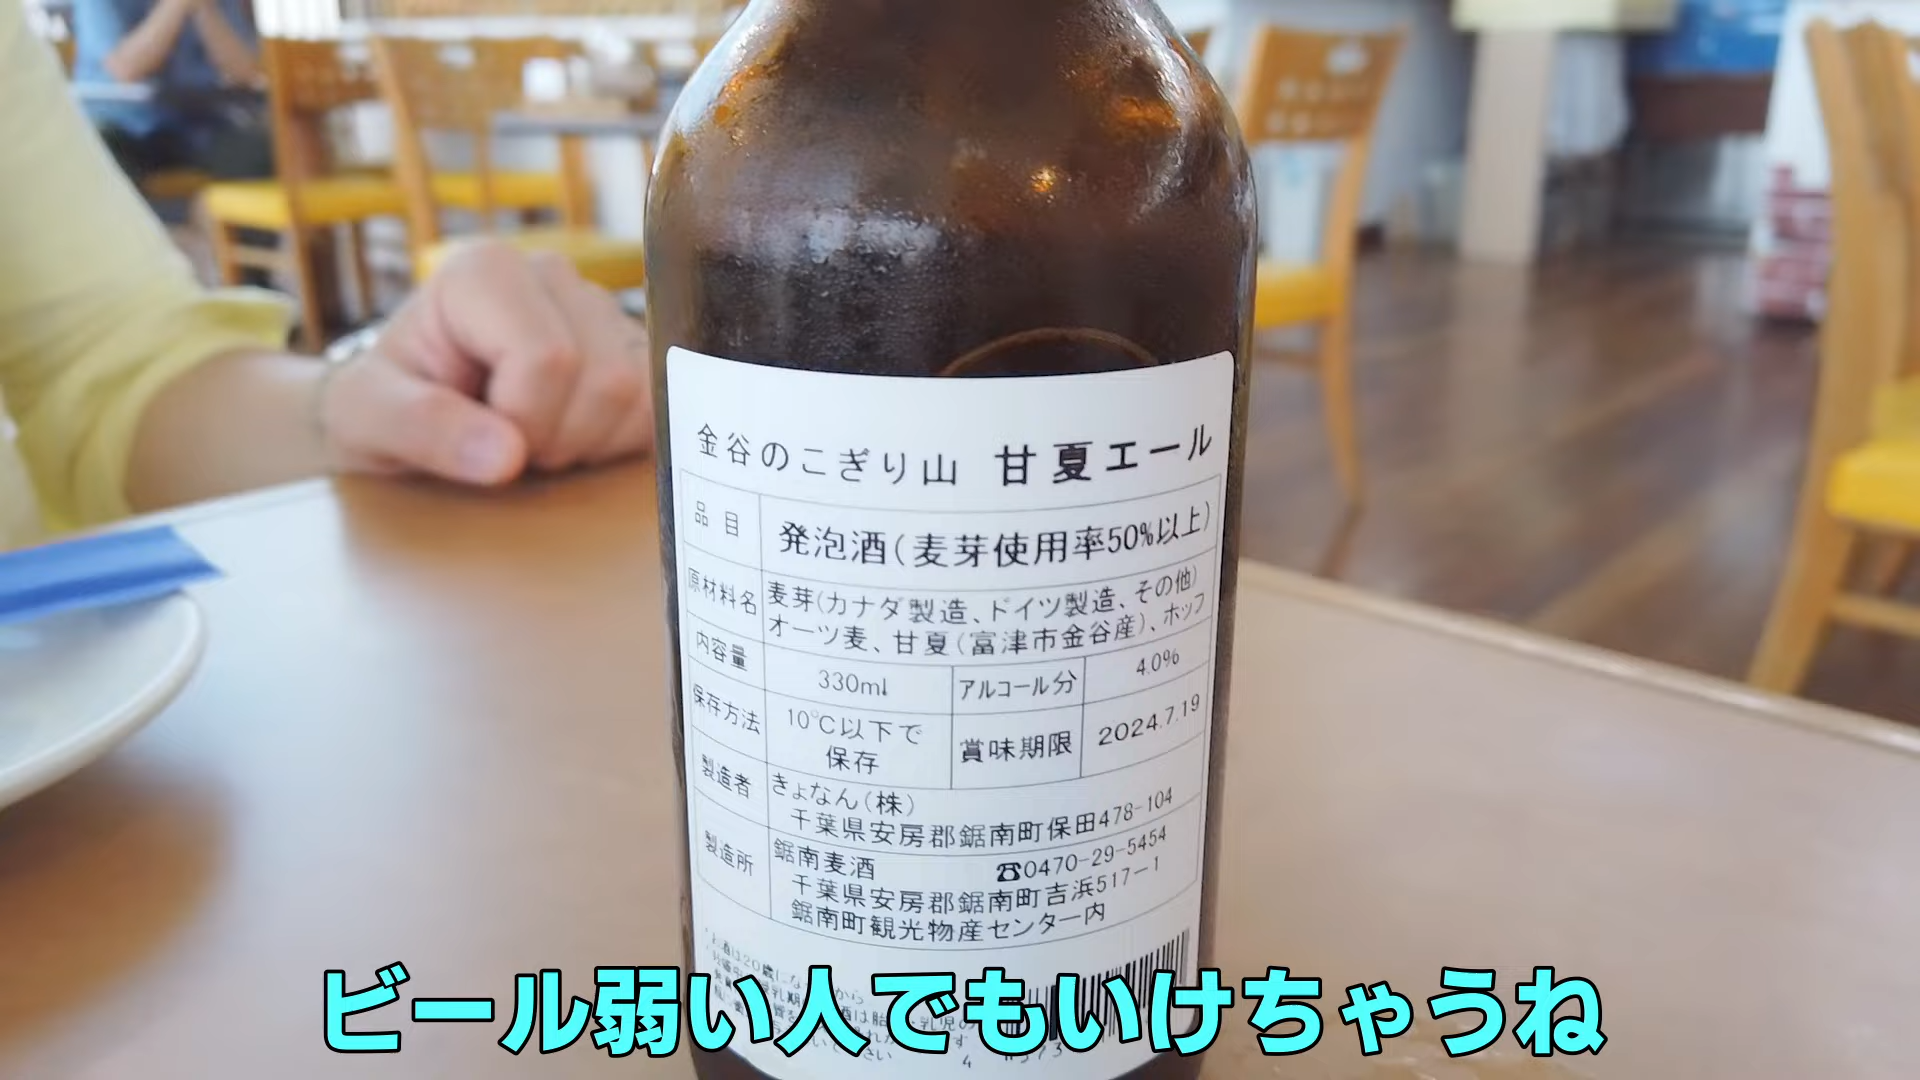 金谷のこぎり山 甘夏エール
品目 発泡酒(麦芽使用率50%以上)
原材料名 麦芽(カナダ製造、ドイツ製造、その他)
オーツ麦、甘夏(富津市金谷産)、ホップ
内容量 330ml アルコール分 4.0%
保存方法 10℃以下で
保存 賞味期限 2024.7.19
製造者 きょなん(株)
千葉県安房郡鋸南町保田478-104
製造所 鋸南麦酒 ☎0470-29-5454
千葉県安房郡鋸南町吉浜517-1
鋸南町観光物産センター内
ビール弱い人でもいけちゃうね